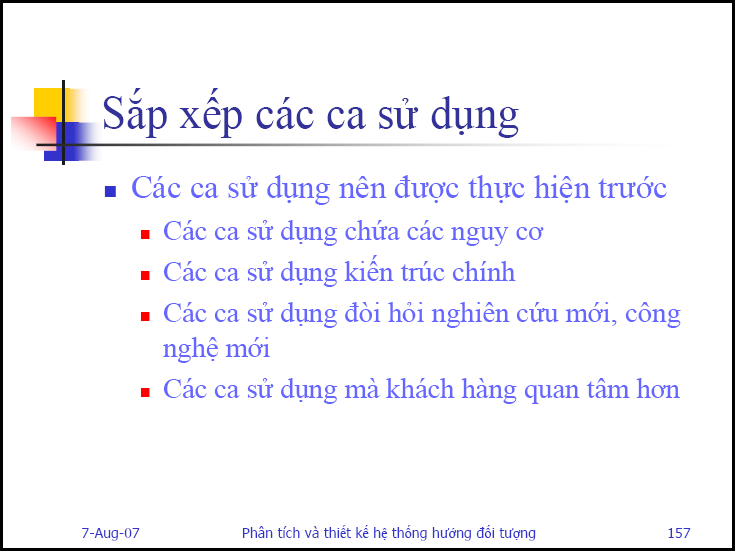 Sắp xếp các ca sử dụng
Các ca sử dụng nên được thực hiện trước
Các ca sử dụng chứa các nguy cơ
Các ca sử dụng kiến trúc chính
Các ca sử dụng đòi hỏi nghiên cứu mới, công
nghệ mới
Các ca sử dụng mà khách hàng quan tâm hơn
7-Aug-07 Phân tích và thiết kế hệ thống hướng đối tượng 157